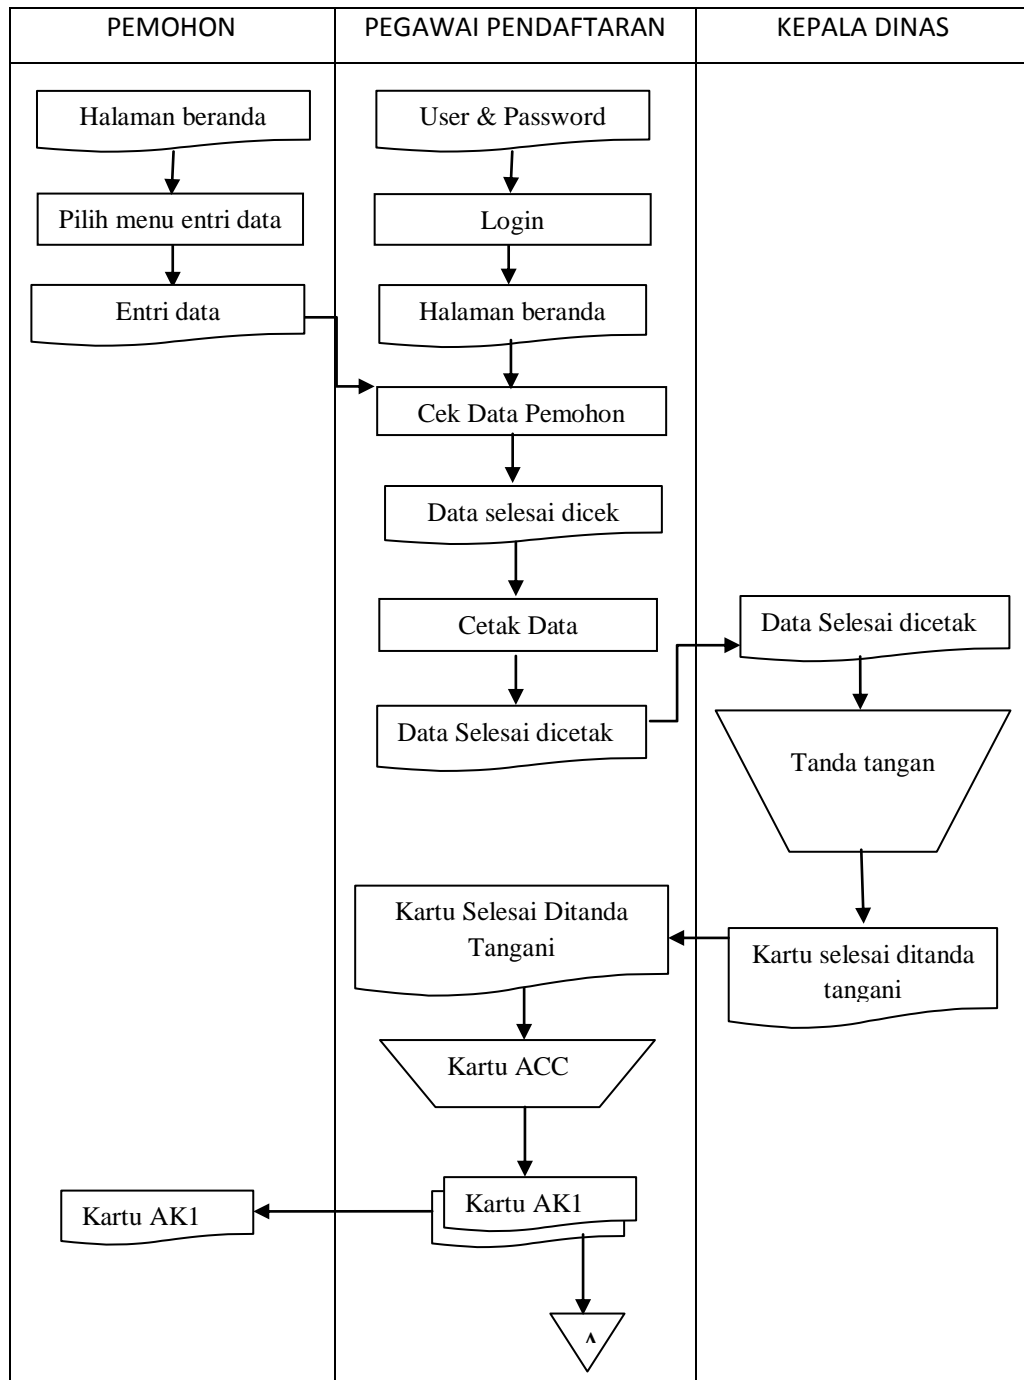 PEMOHON
PEGAWAI PENDAFTARAN
KEPALA DINAS
Halaman beranda
User & Password
Pilih menu entri data
Login
Entri data
Halaman beranda
Cek Data Pemohon
Data selesai dicek
Cetak Data
Data Selesai dicetak
Data Selesai dicetak
Tanda tangan
Kartu Selesai Ditanda
Tangani
Kartu selesai ditanda
tangani
Kartu ACC
Kartu AK1
Kartu AK1